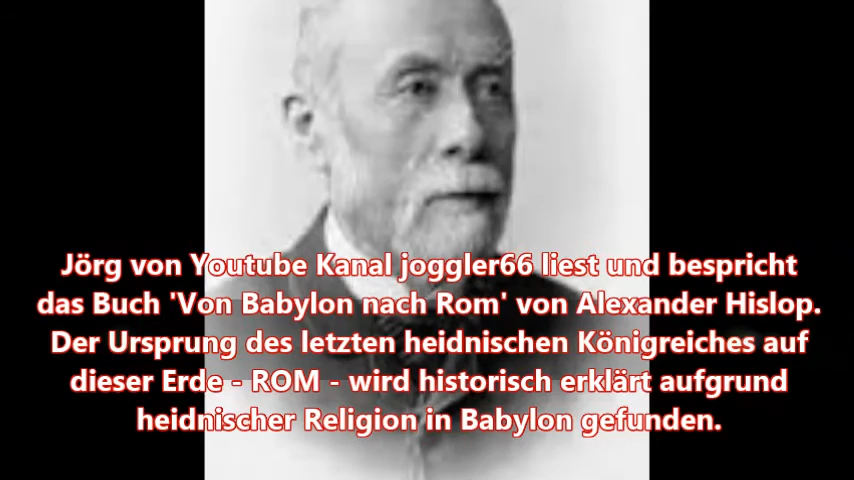 Jörg von Youtube Kanal joggler66 liest und bespricht
das Buch 'Von Babylon nach Rom' von Alexander Hislop.
Der Ursprung des letzten heidnischen Königreiches auf
dieser Erde - ROM - wird historisch erklärt aufgrund
heidnischer Religion in Babylon gefunden.